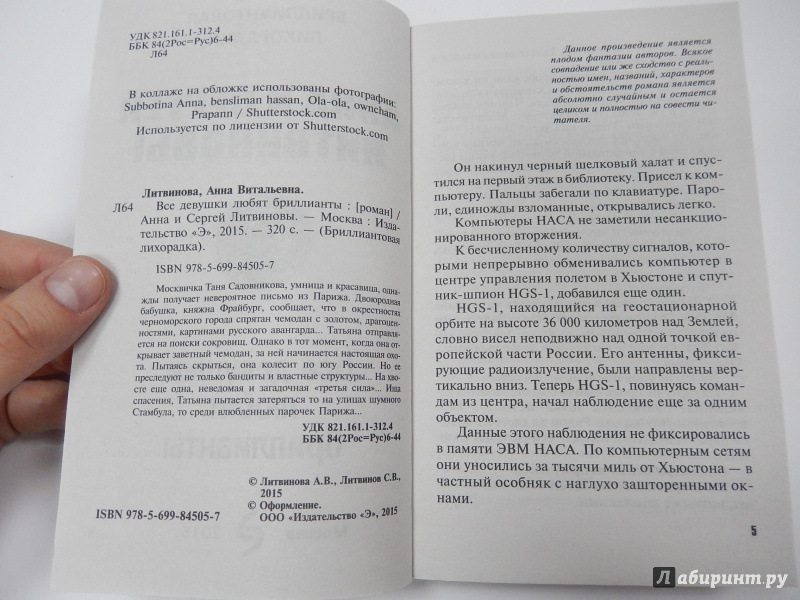 УДК 821.161.1-312.4
ББК 84(2Рос=Рус)6-44
Л64
В коллаже на обложке использованы фотографии:
Subbotina Anna, bensliman hassan, Ola-ola, owncham,
Prapann / Shutterstock.com
Используется по лицензии от Shutterstock.com
Литвинова, Анна Витальевна.
Л64 Все девушки любят бриллианты : [роман] /
Анна и Сергей Литвиновы. — Москва : Изда-
тельство «Э», 2015. — 320 с. — (Бриллиантовая
лихорадка).
ISBN 978-5-699-84505-7
Москвичка Таня Садовникова, умница и красавица, одна-
жды получает невероятное письмо из Парижа. Двоюродная
бабушка, княжна Фрайбург, сообщает, что в окрестностях
черноморского города спрятан чемодан с золотом, драгоцен-
ностями, картинами русского авангарда... Татьяна отправляет-
ся на поиски сокровищ. Однако в тот момент, когда она от-
крывает заветный чемодан, за ней начинается настоящая охо-
та. Пытаясь скрыться, она колесит по югу России. Но ее
преследуют не только бандиты и властные структуры... На хво-
сте еще одна, неведомая и загадочная «третья сила»... Ища
спасения, Татьяна пытается затеряться то на улицах шумного
Стамбула, то среди влюбленных парочек Парижа...
УДК 821.161.1-312.4
ББК 84(2Рос=Рус)6-44
© Литвинова А.В., Литвинов С.В.,
2015
© Оформление.
ООО «Издательство «Э», 2015
ISBN 978-5-699-84505-7
Данное произведение является
плодом фантазии авторов. Всякое
совпадение или же сходство с реаль-
ностью имен, названий, характеров
и обстоятельств романа является
абсолютно случайным и остается
целиком и полностью на совести чи-
тателя.
Он накинул черный шелковый халат и спус-
тился на первый этаж в библиотеку. Присел к ком-
пьютеру. Пальцы забегали по клавиатуре. Паро-
ли, единожды взломанные, открывались легко.
Компьютеры НАСА не заметили несанкцио-
нированного вторжения.
К бесчисленному количеству сигналов, кото-
рыми непрерывно обменивались компьютер в
центре управления полетом в Хьюстоне и спут-
ник-шпион HGS-1, добавился еще один.
HGS-1, находящийся на геостационарной
орбите на высоте 36 000 километров над Землей,
словно висел неподвижно над одной точкой ев-
ропейской части России. Его антенны, фиксиру-
ющие радиоизлучение, были направлены вер-
тикально вниз. Теперь HGS-1, повинуясь коман-
дам из центра, начал наблюдение еще за одним
объектом.
Данные этого наблюдения не фиксировались
в памяти ЭВМ НАСА. По компьютерным сетям
они уносились за тысячи миль от Хьюстона — в
частный особняк с наглухо зашторенными ок-
нами.
5
Лабиринт.ру